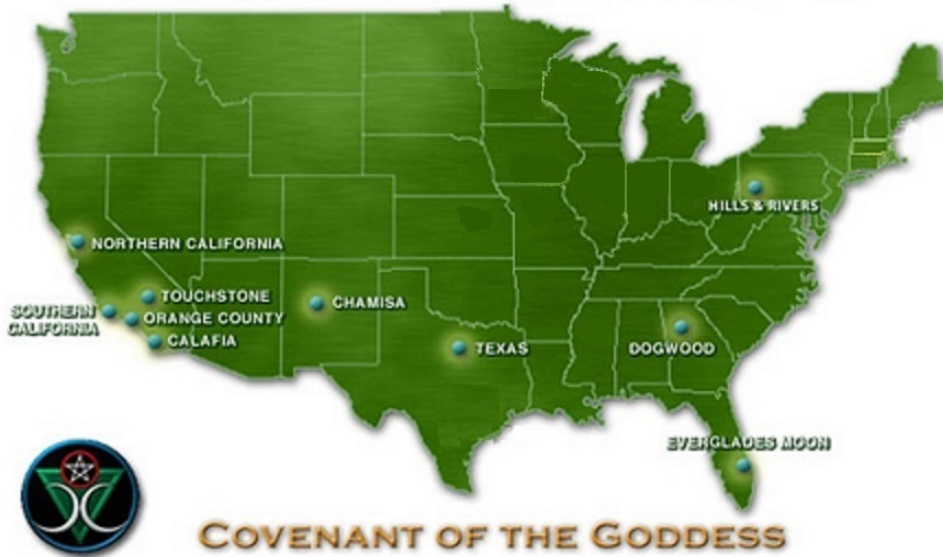 HILLS & RIVERS
NORTHERN CALIFORNIA
TOUCHSTONE
CHAMISA
SOUTHERN
CALIFORNIA
ORANGE COUNTY
CALAFIA
TEXAS
DOGWOOD
EVERGLADES MOON
COVENANT OF THE GODDESS